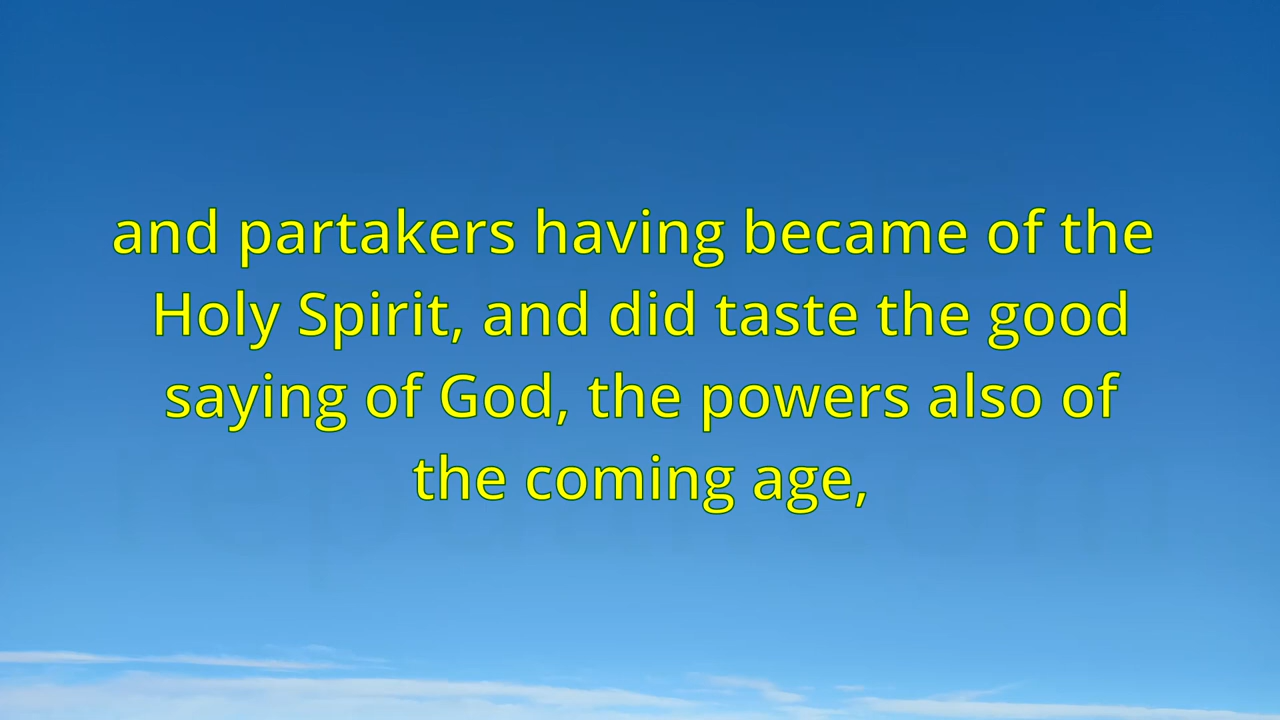 and partakers having became of the
Holy Spirit, and did taste the good
saying of God, the powers also of
the coming age,